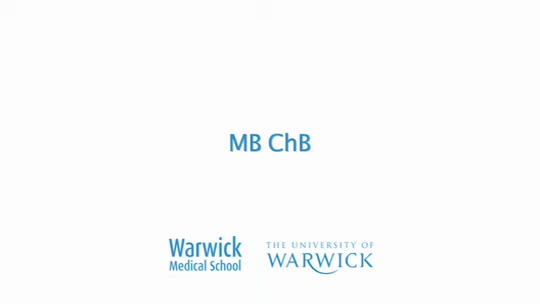 MB ChB
Warwick
Medical School
THE UNIVERSITY OF
WARWICK